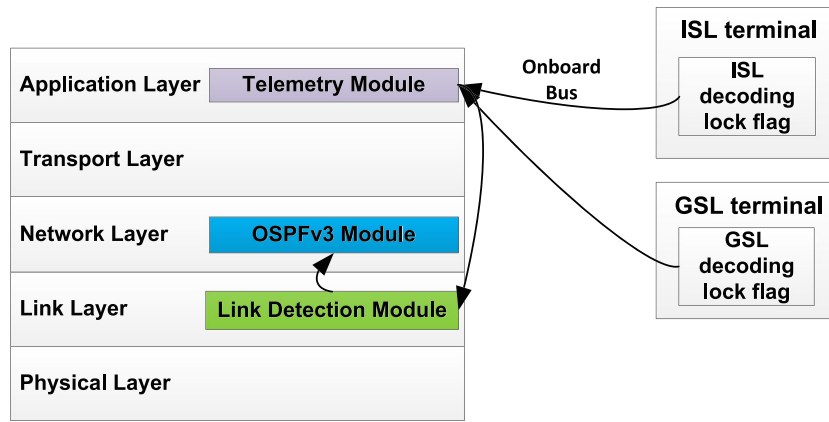 Application Layer
Telemetry Module
Transport Layer
Network Layer
OSPFv3 Module
Link Layer
Link Detection Module
Physical Layer
Onboard
Bus
ISL terminal
ISL
decoding
lock flag
GSL terminal
GSL
decoding
lock flag